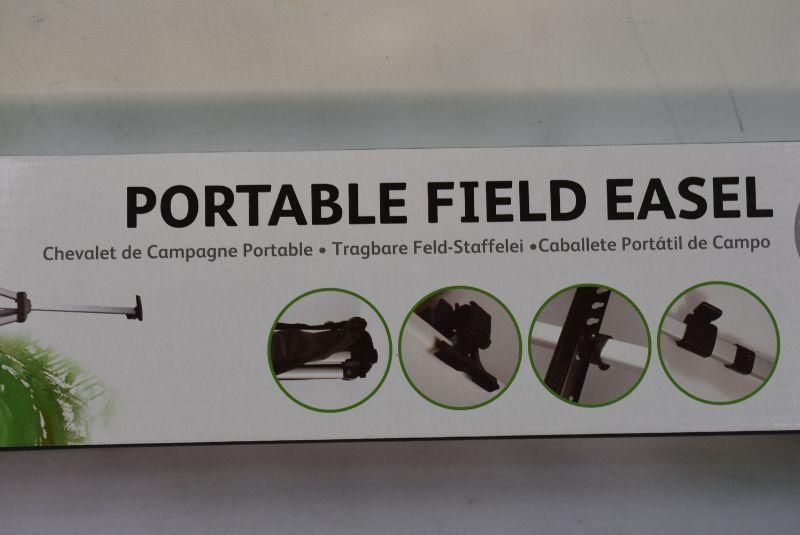 PORTABLE FIELD EASEL
Chevalet de Campagne Portable • Tragbare Feld-Staffelei •Caballete Portátil de Campo